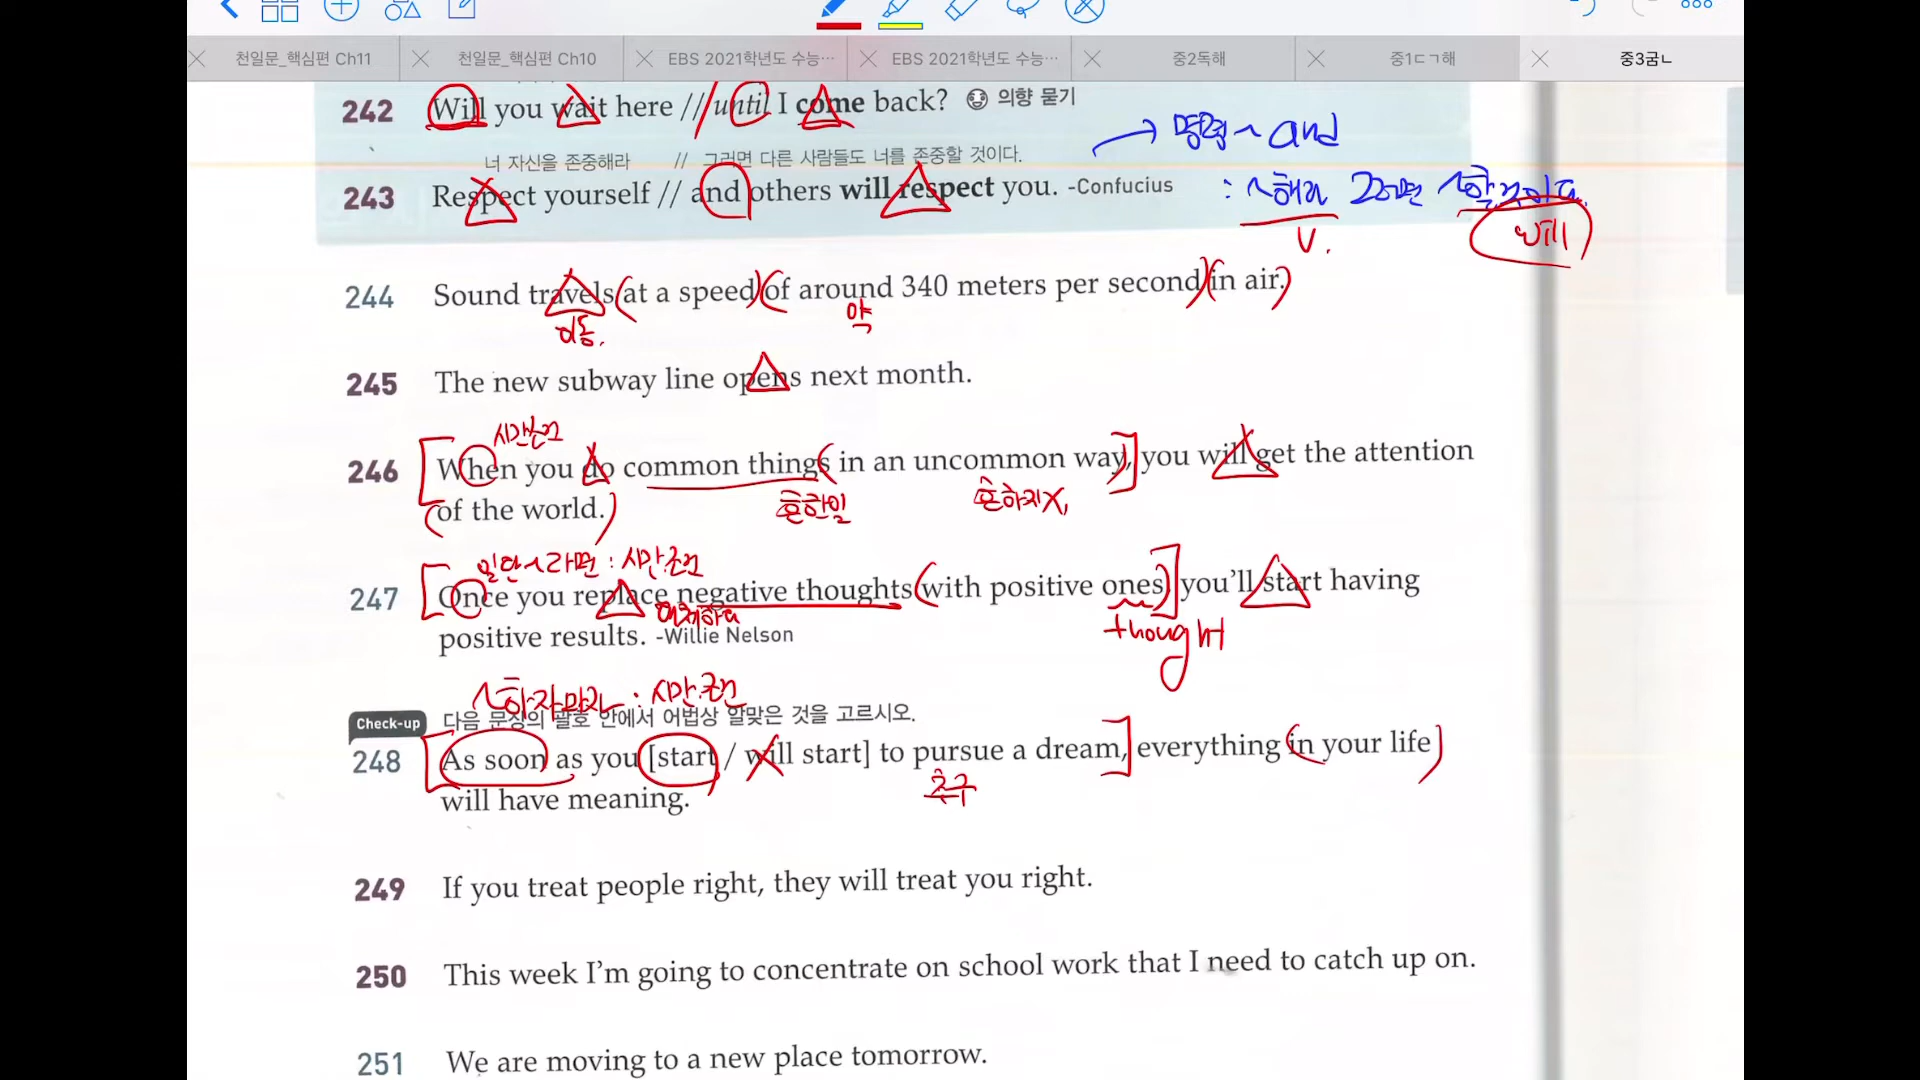 천일문_핵심편 Ch11
천일문_핵심편 Ch10
EBS 2021학년도 수능…
EBS 2021학년도 수능…
중2독해
중1ㄷㄱ해
중3굼ㄴ
242 Will you wait here // until I come back? 의향 묻기
명령~ and
너 자신을 존중해라 // 그러면 다른 사람들도 너를 존중할 것이다.
243 Respect yourself // and others will respect you. -Confucius
: ~해라 그러면 ~할것이다.
V. will
244 Sound travels (at a speed) (of around 340 meters per second) (in air.)
이동. 약
245 The new subway line opens next month.
시간조건
246 [When you do common things (in an uncommon way,)] you will get the attention
흔한일 흔하지X,
(of the world.)
일단~라면 : 시간.조건
247 [Once you replace negative thoughts (with positive ones)] you'll start having
thought
positive results. -Willie Nelson
~하자마자 : 시간.조건
Check-up 다음 문장의 괄호 안에서 어법상 알맞은 것을 고르시오.
248 [As soon as you [start / will start] to pursue a dream,] everything (in your life)
추구
will have meaning.
249 If you treat people right, they will treat you right.
250 This week I'm going to concentrate on school work that I need to catch up on.
251 We are moving to a new place tomorrow.